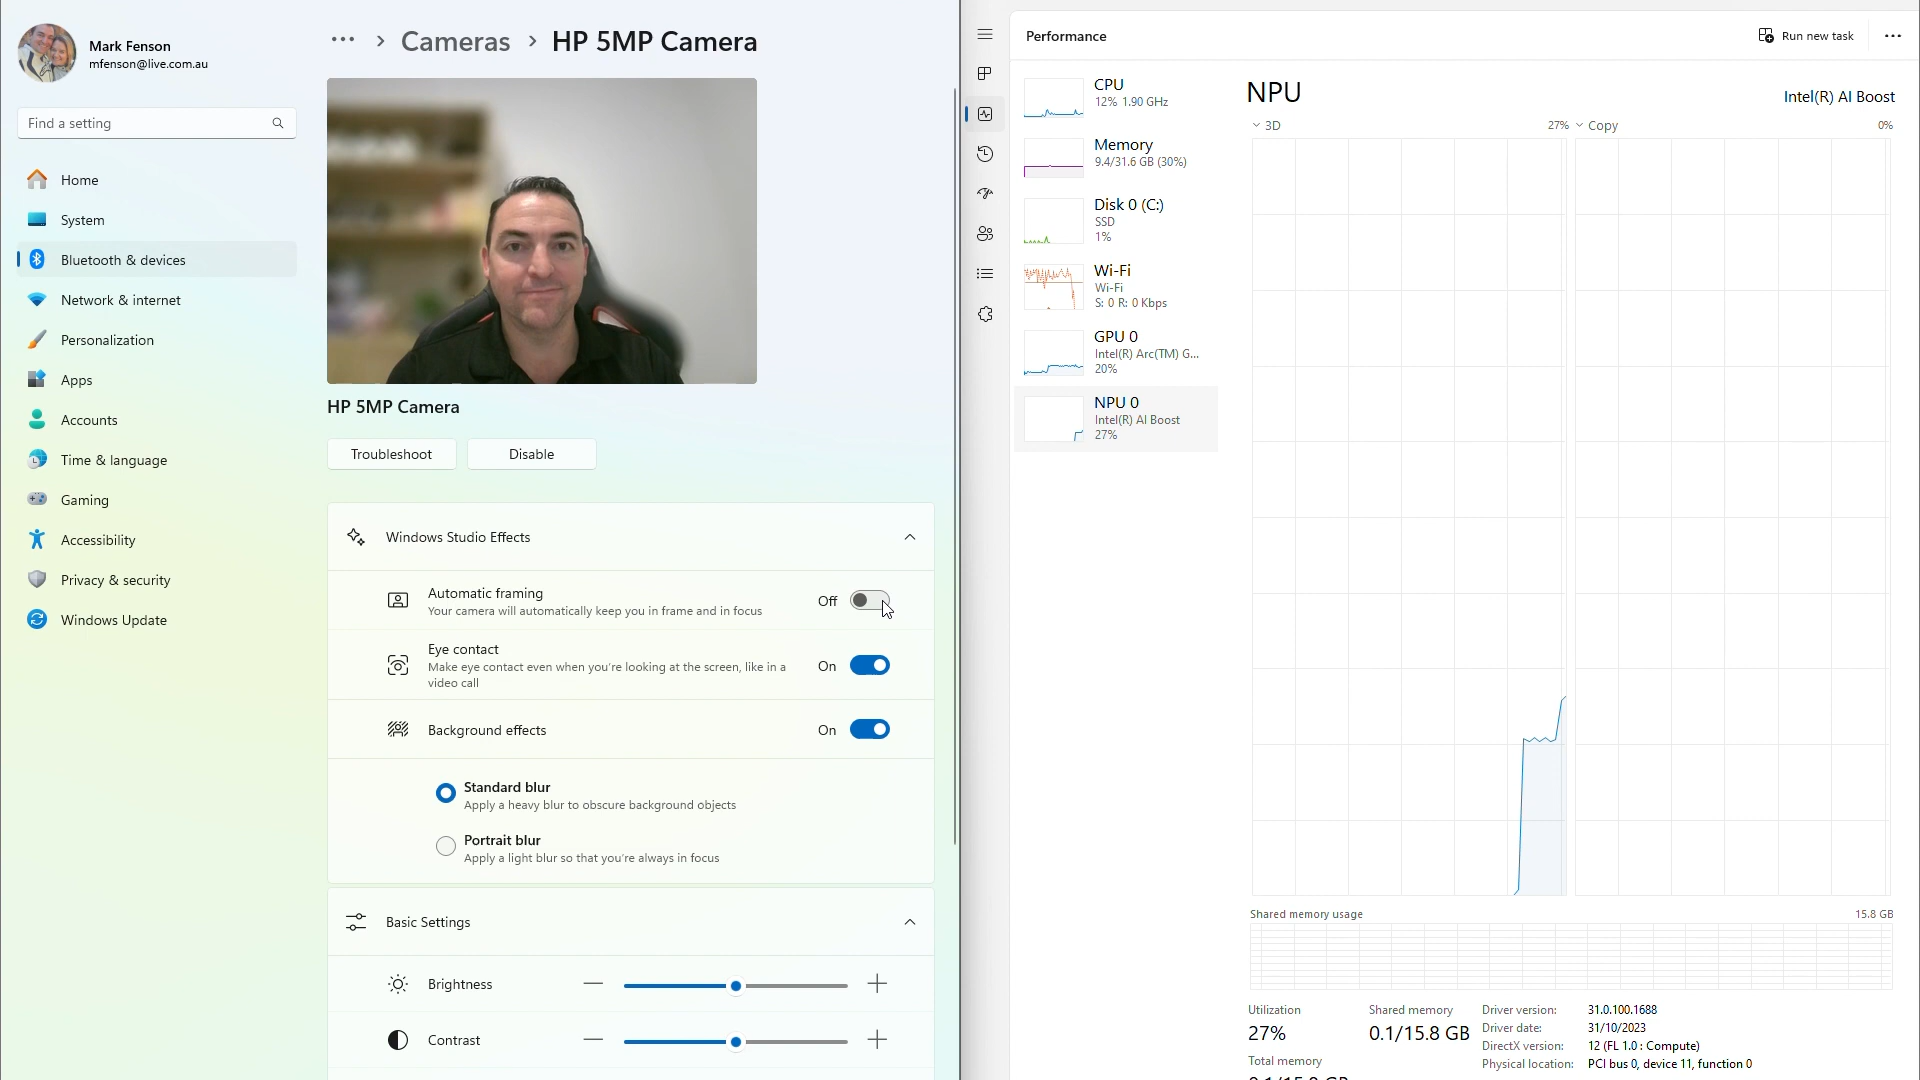 Mark Fenson
mfenson@live.com.au
Find a setting
Home
System
Bluetooth & devices
Network & internet
Personalization
Apps
Accounts
Time & language
Gaming
Accessibility
Privacy & security
Windows Update
··· > Cameras > HP 5MP Camera
HP 5MP Camera
Troubleshoot
Disable
Windows Studio Effects
Automatic framing
Your camera will automatically keep you in frame and in focus
Off
Eye contact
Make eye contact even when you're looking at the screen, like in a
video call
On
Background effects
On
Standard blur
Apply a heavy blur to obscure background objects
Portrait blur
Apply a light blur so that you're always in focus
Basic Settings
Brightness
Contrast
Performance
Run new task
CPU
12% 1.90 GHz
Memory
9.4/31.6 GB (30%)
Disk 0 (C:)
SSD
1%
Wi-Fi
Wi-Fi
S: 0 R: 0 Kbps
GPU 0
Intel(R) Arc(TM) G...
20%
NPU 0
Intel(R) AI Boost
27%
NPU
Intel(R) AI Boost
3D 27%
Copy 0%
Shared memory usage 15.8 GB
Utilization
27%
Shared memory
0.1/15.8 GB
Total memory
Driver version: 31.0.100.1688
Driver date: 31/10/2023
DirectX version: 12 (FL 1.0 : Compute)
Physical location: PCI bus 0, device 11, function 0